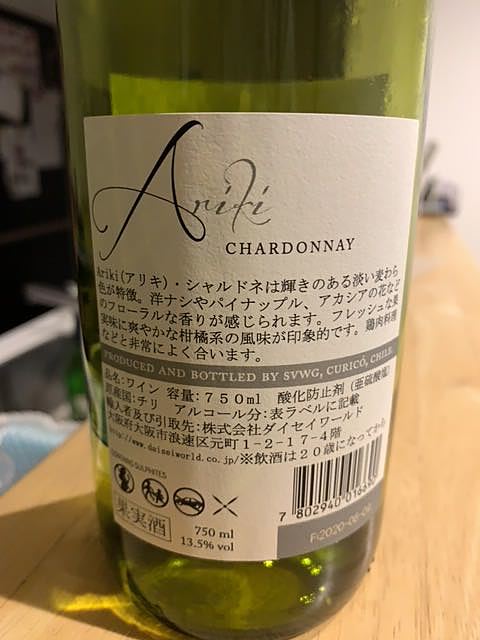 Ariki
CHARDONNAY
Ariki(アリキ)・シャルドネは輝きのある淡い麦わら
色が特徴。洋ナシやパイナップル、アカシアの花など
のフローラルな香りが感じられます。フレッシュな果
実味に爽やかな柑橘系の風味が印象的です。鶏肉料理
などと非常によく合います。
PRODUCED AND BOTTLED BY SVWG, CURICÓ, CHILE.
品名:ワイン 容量:750ml 酸化防止剤(亜硫酸塩)
原産国:チリ アルコール分:表ラベルに記載
輸入者及び引取先:株式会社ダイセイワールド
大阪府大阪市浪速区元町1-2-17-4階
http://www.daiseiworld.co.jp/※飲酒は20歳になってから
SULPHITES
果実酒
750 ml
13.5% vol
7 802940